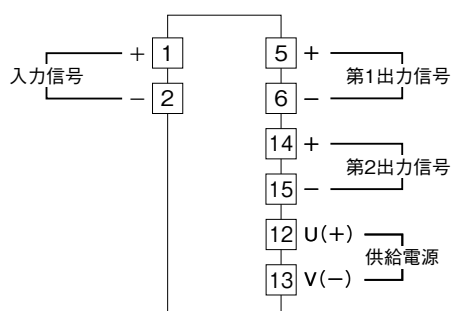 入力信号
+ 1
− 2
5 +
6 −
第1出力信号
14 +
15 −
第2出力信号
12 U(+)
13 V(−)
供給電源